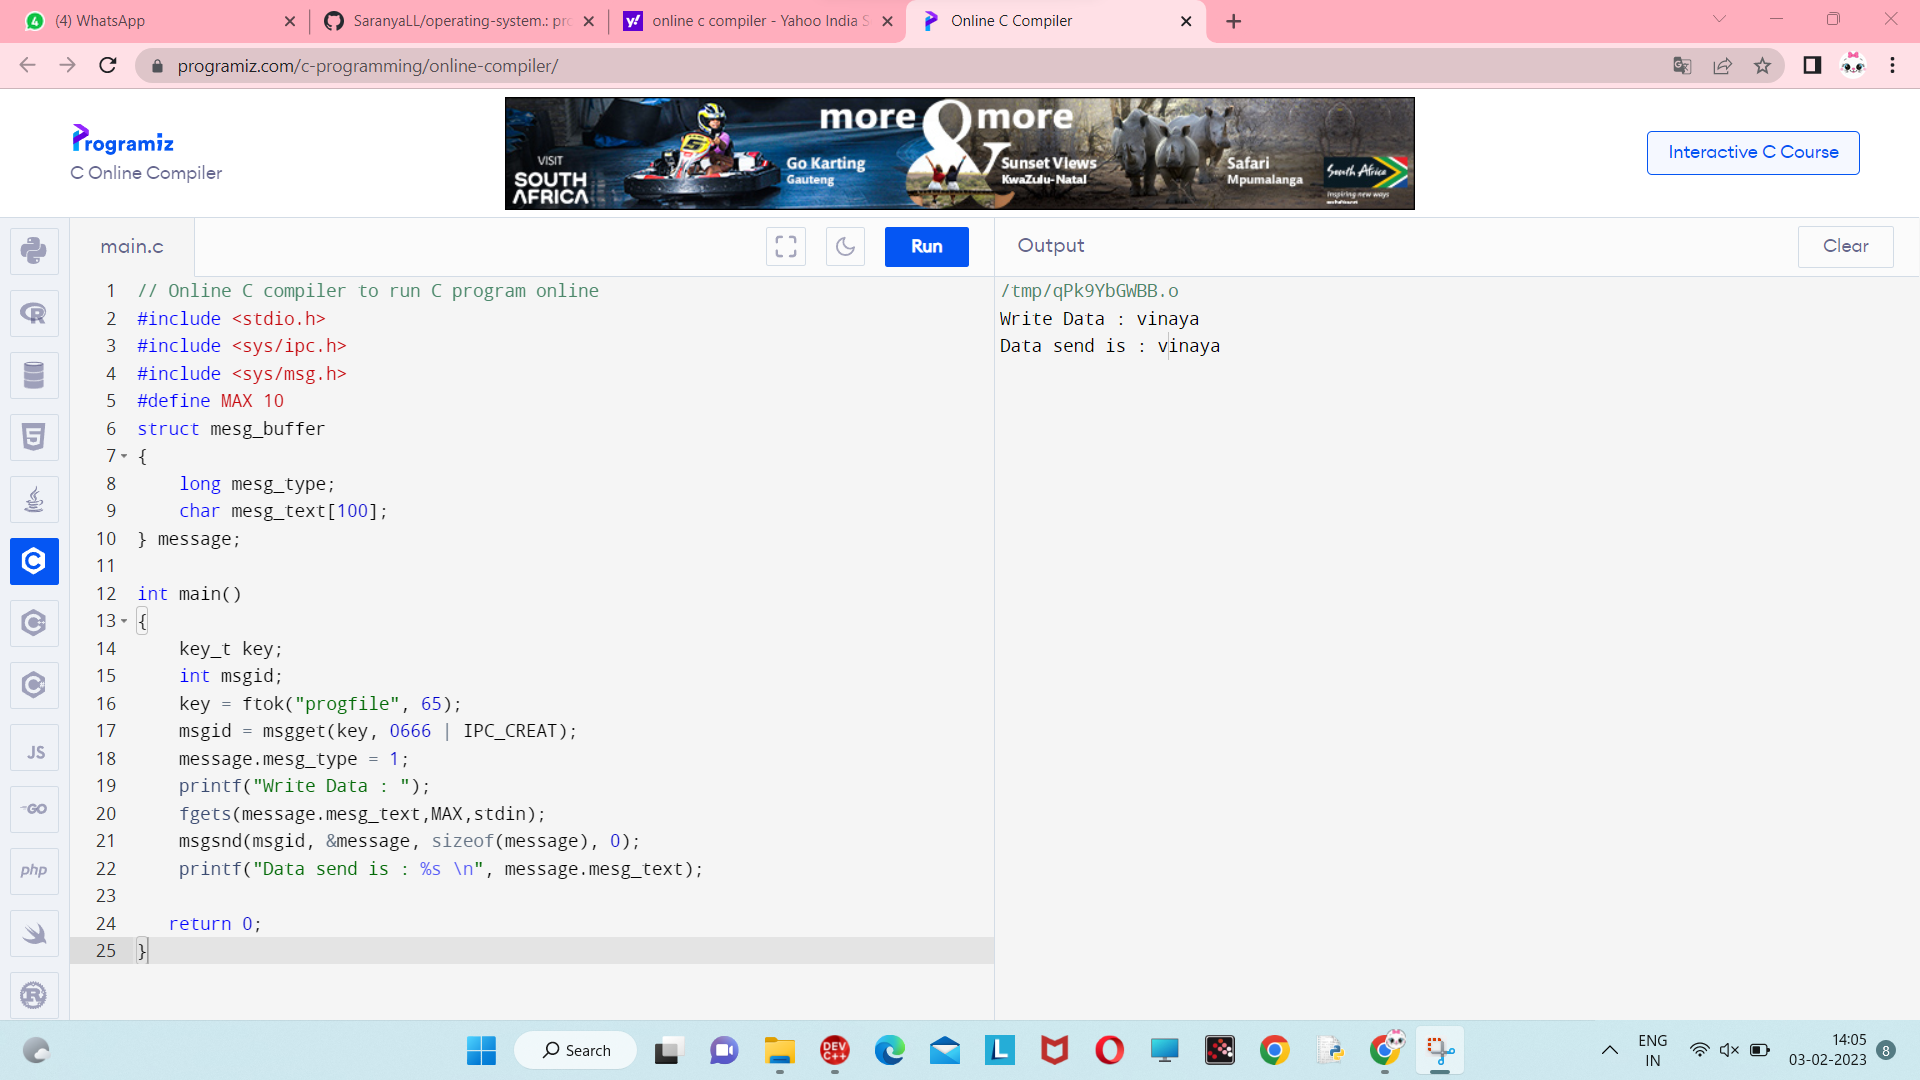 (4) WhatsApp
SaranyaLL/operating-system.: pro
online c compiler - Yahoo India S
Online C Compiler
programiz.com/c-programming/online-compiler/
Programiz
C Online Compiler
VISIT
SOUTH
AFRICA
more & more
Go Karting
Gauteng
Sunset Views
KwaZulu-Natal
Safari
Mpumalanga
South Africa
Inspiring new ways
Interactive C Course
main.c
Run
Output
Clear
1 // Online C compiler to run C program online
2 #include <stdio.h>
3 #include <sys/ipc.h>
4 #include <sys/msg.h>
5 #define MAX 10
6 struct mesg_buffer
7 {
8 long mesg_type;
9 char mesg_text[100];
10 } message;
11
12 int main()
13 {
14 key_t key;
15 int msgid;
16 key = ftok("progfile", 65);
17 msgid = msgget(key, 0666 | IPC_CREAT);
18 message.mesg_type = 1;
19 printf("Write Data : ");
20 fgets(message.mesg_text,MAX,stdin);
21 msgsnd(msgid, &message, sizeof(message), 0);
22 printf("Data send is : %s \n", message.mesg_text);
23
24 return 0;
25 }
/tmp/qPk9YbGWBB.o
Write Data : vinaya
Data send is : vinaya
JS
GO
php
Search
DEV
C++
L
ENG
IN
14:05
03-02-2023
8